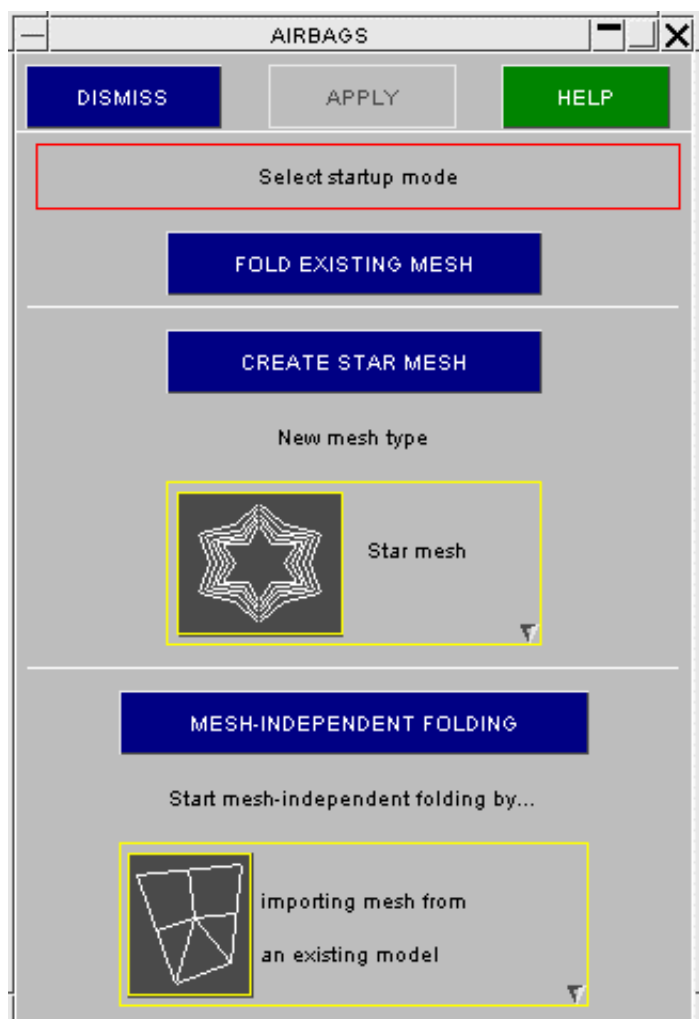 AIRBAGS
DISMISS
APPLY
HELP
Select startup mode
FOLD EXISTING MESH
CREATE STAR MESH
New mesh type
Star mesh
MESH-INDEPENDENT FOLDING
Start mesh-independent folding by...
importing mesh from
an existing model